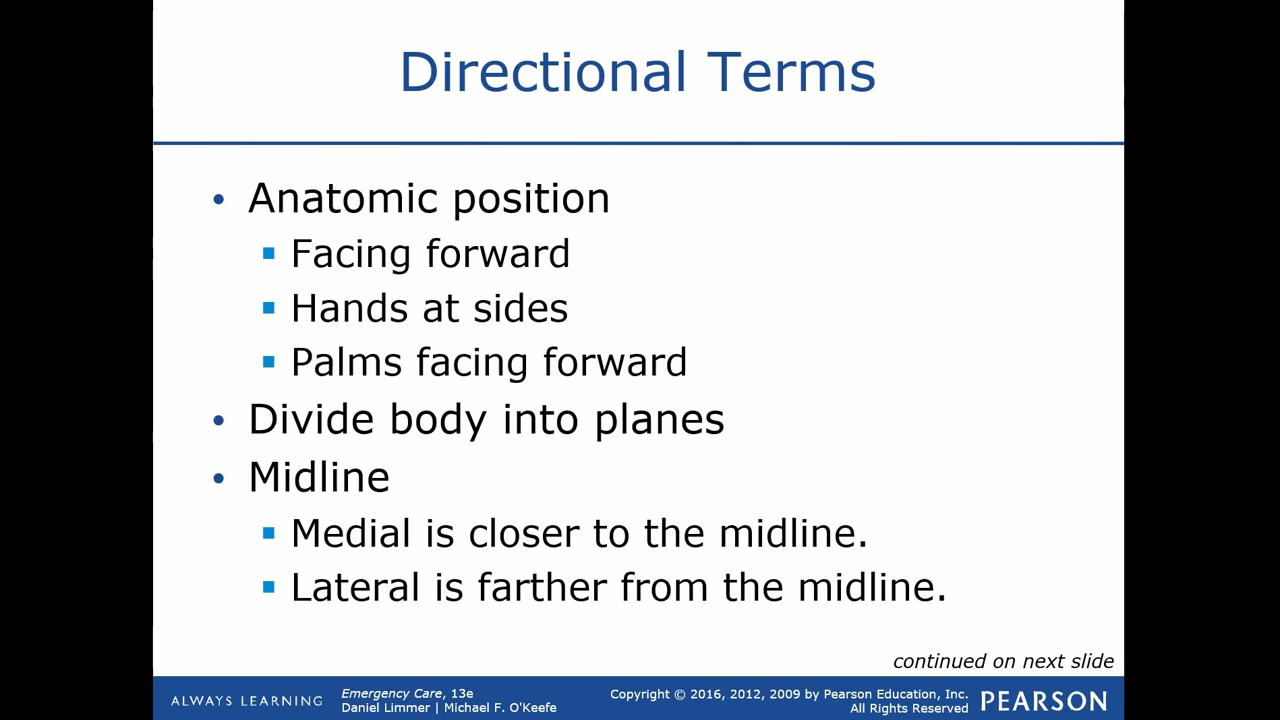 Directional Terms
• Anatomic position
▪ Facing forward
▪ Hands at sides
▪ Palms facing forward
• Divide body into planes
• Midline
▪ Medial is closer to the midline.
▪ Lateral is farther from the midline.
continued on next slide
ALWAYS LEARNING
Emergency Care, 13e
Daniel Limmer | Michael F. O'Keefe
Copyright © 2016, 2012, 2009 by Pearson Education, Inc.
All Rights Reserved
PEARSON